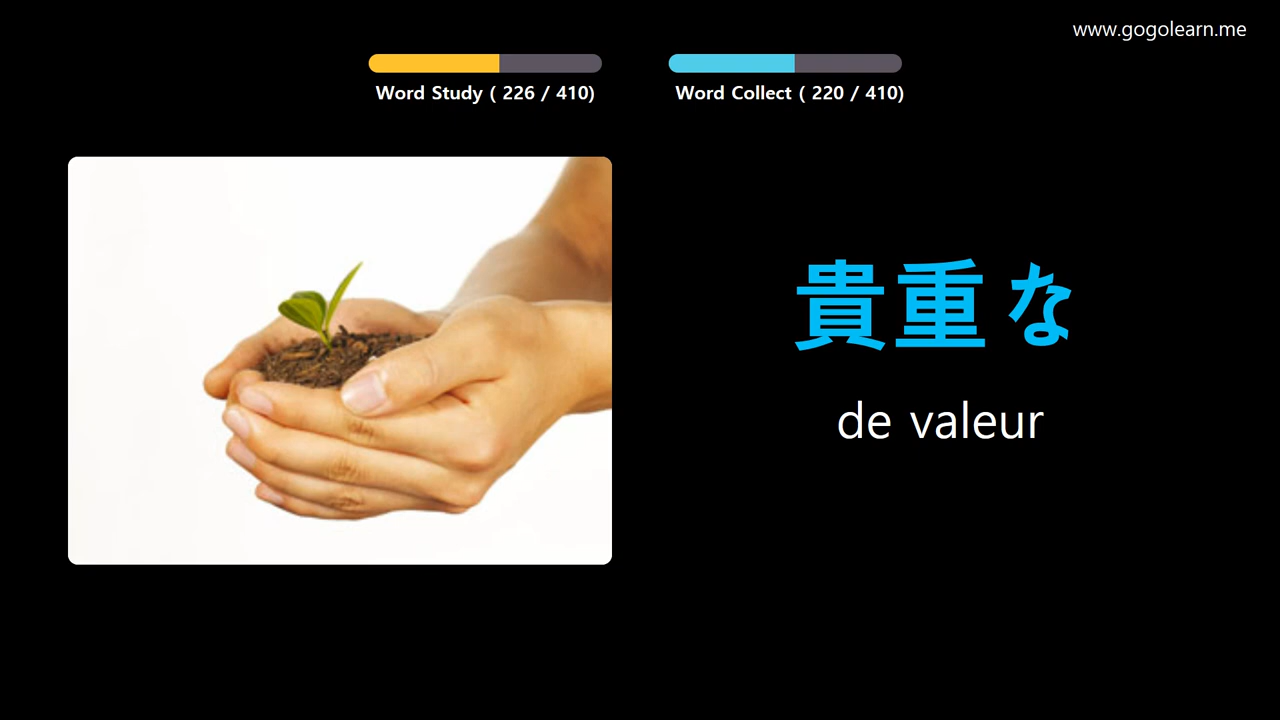 www.gogolearn.me
Word Study ( 226 / 410)
Word Collect ( 220 / 410)
貴重な
de valeur